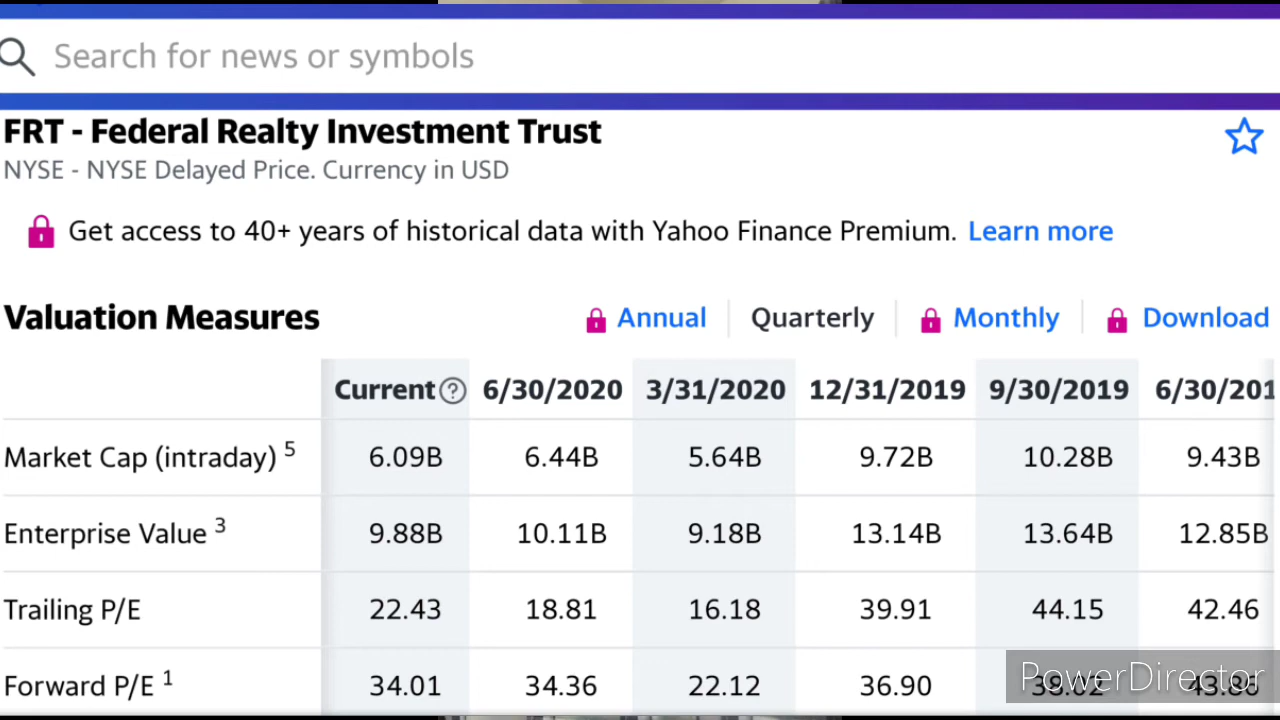 Search for news or symbols
FRT - Federal Realty Investment Trust
NYSE - NYSE Delayed Price. Currency in USD
Get access to 40+ years of historical data with Yahoo Finance Premium. Learn more
Valuation Measures Annual Quarterly Monthly Download
Current ? 6/30/2020 3/31/2020 12/31/2019 9/30/2019 6/30/201
Market Cap (intraday) 5 6.09B 6.44B 5.64B 9.72B 10.28B 9.43B
Enterprise Value 3 9.88B 10.11B 9.18B 13.14B 13.64B 12.85B
Trailing P/E 22.43 18.81 16.18 39.91 44.15 42.46
Forward P/E 1 34.01 34.36 22.12 36.90
PowerDirector